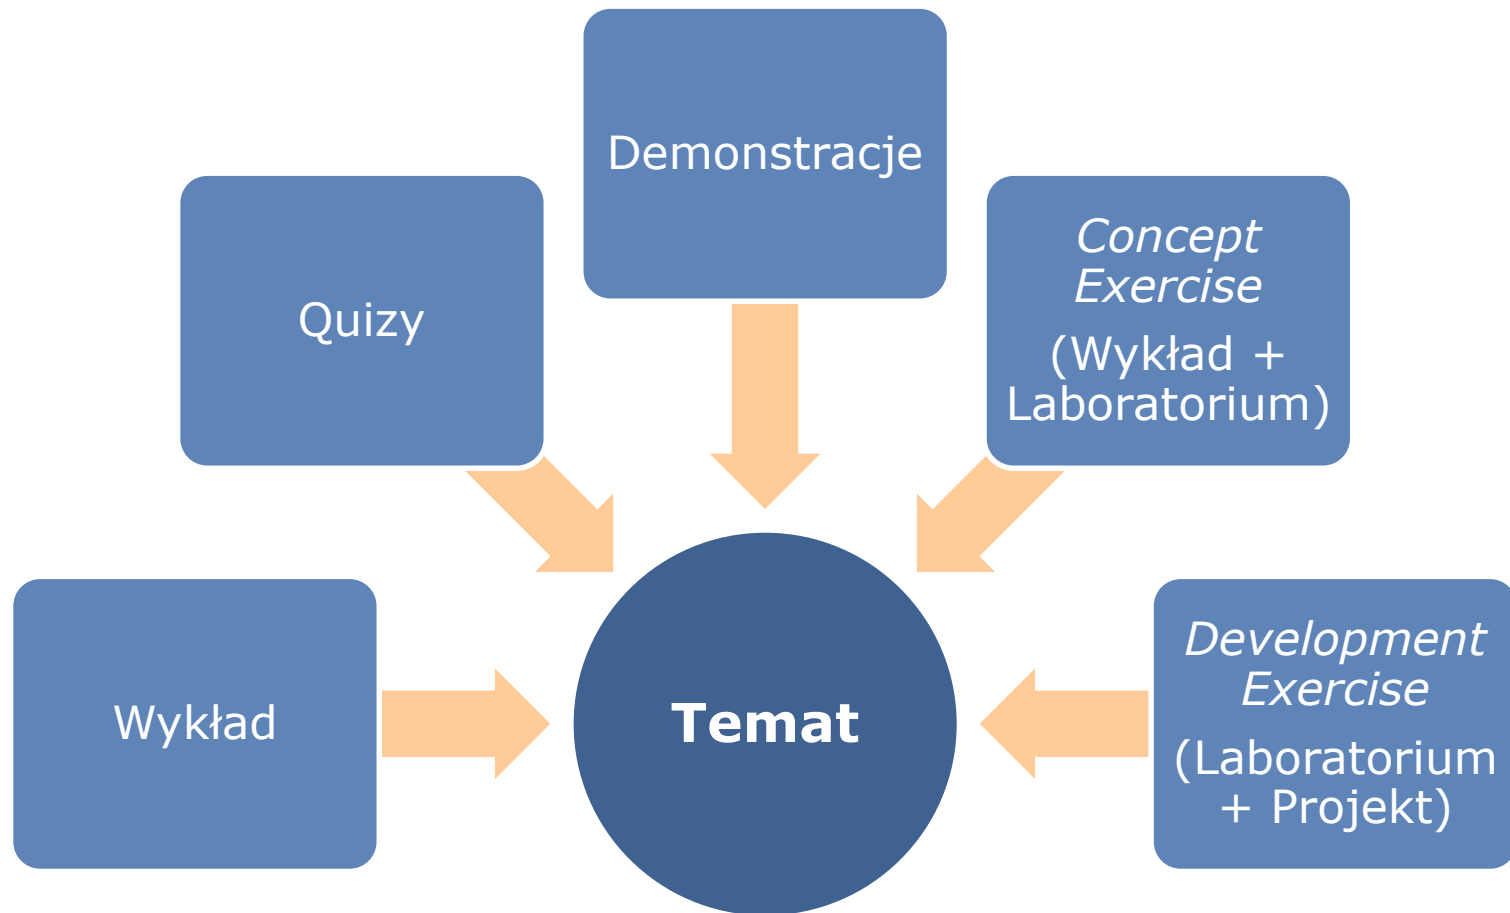 Demonstracje
Quizy
Concept
Exercise
(Wykład +
Laboratorium)
Wykład
Temat
Development
Exercise
(Laboratorium
+ Projekt)